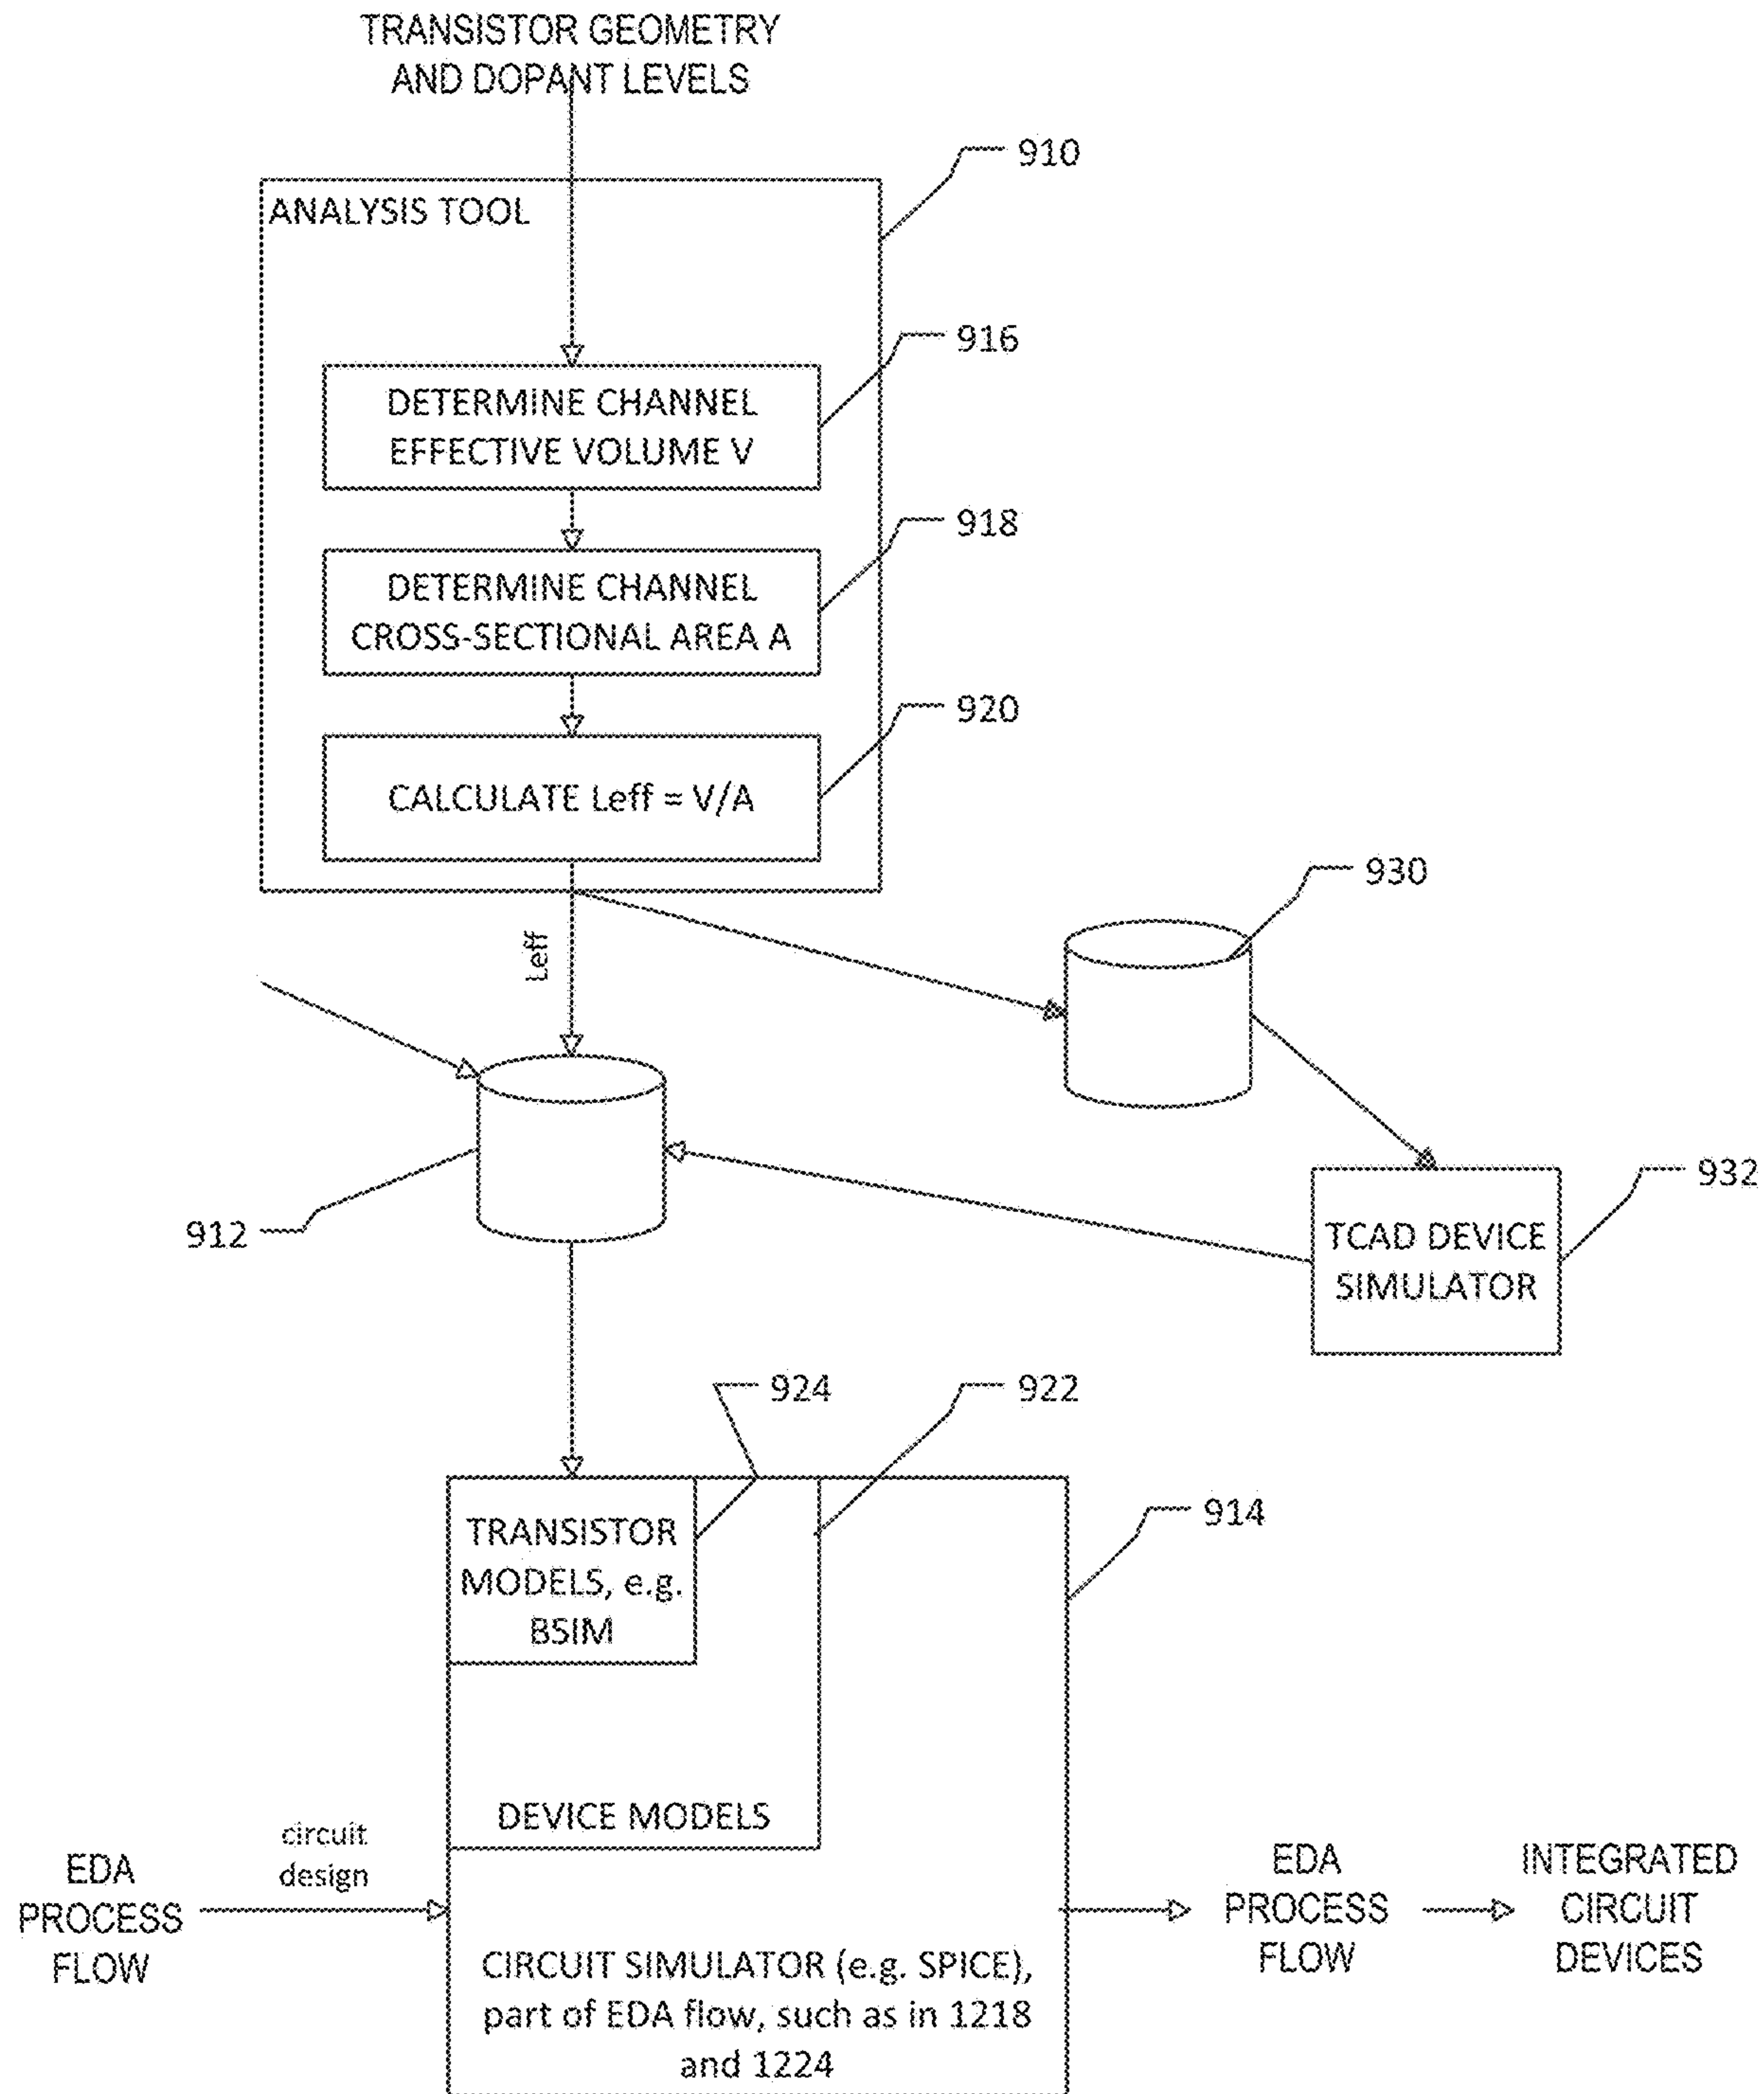 TRANSISTOR GEOMETRY
AND DOPANT LEVELS
910
ANALYSIS TOOL
916
DETERMINE CHANNEL
EFFECTIVE VOLUME V
918
DETERMINE CHANNEL
CROSS-SECTIONAL AREA A
920
CALCULATE Leff = V/A
930
Leff
932
912
TCAD DEVICE
SIMULATOR
924
922
914
TRANSISTOR
MODELS, e.g.
BSIM
DEVICE MODELS
circuit
design
EDA
PROCESS
FLOW
EDA
PROCESS
FLOW
INTEGRATED
CIRCUIT
DEVICES
CIRCUIT SIMULATOR (e.g. SPICE),
part of EDA flow, such as in 1218
and 1224